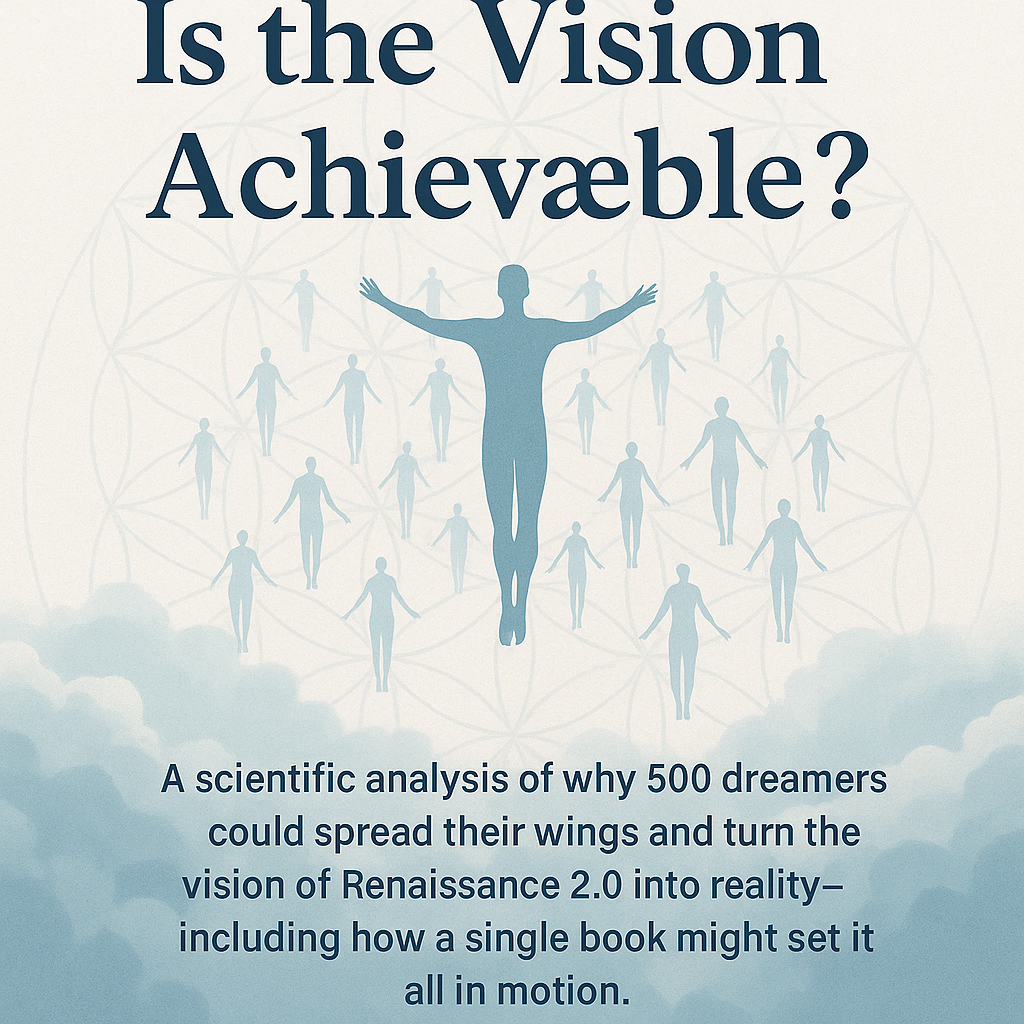 Is the Vision
Achievæble?
A scientific analysis of why 500 dreamers
could spread their wings and turn the
vision of Renaissance 2.0 into reality–
including how a single book might set it
all in motion.